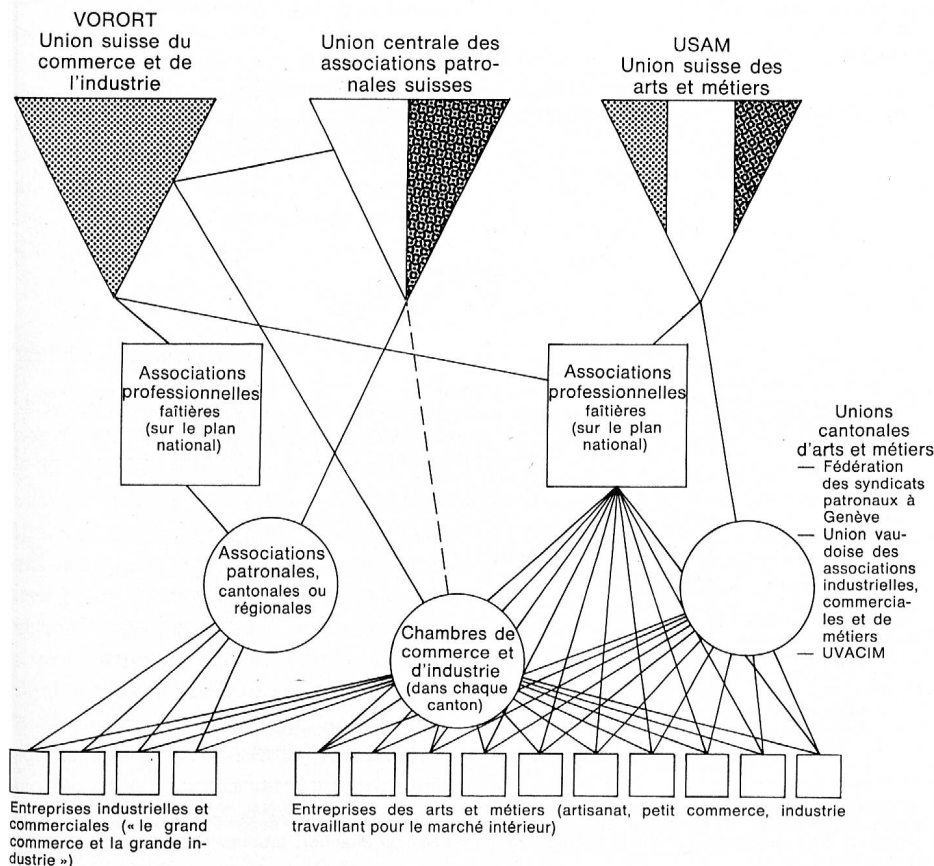 VORORT
Union suisse du
commerce et de
l'industrie
Union centrale des
associations patro-
nales suisses
USAM
Union suisse des
arts et métiers
Associations
professionnelles
faîtières
(sur le plan
national)
Associations
professionnelles
faîtières
(sur le plan
national)
Unions
cantonales
d'arts et métiers
— Fédération
des syndicats
patronaux à
Genève
— Union vau-
doise des
associations
industrielles,
commercia-
les et de
métiers
— UVACIM
Associations
patronales,
cantonales ou
régionales
Chambres de
commerce et
d'industrie
(dans chaque
canton)
Entreprises industrielles et
commerciales (« le grand
commerce et la grande in-
dustrie »)
Entreprises des arts et métiers (artisanat, petit commerce, industrie
travaillant pour le marché intérieur)